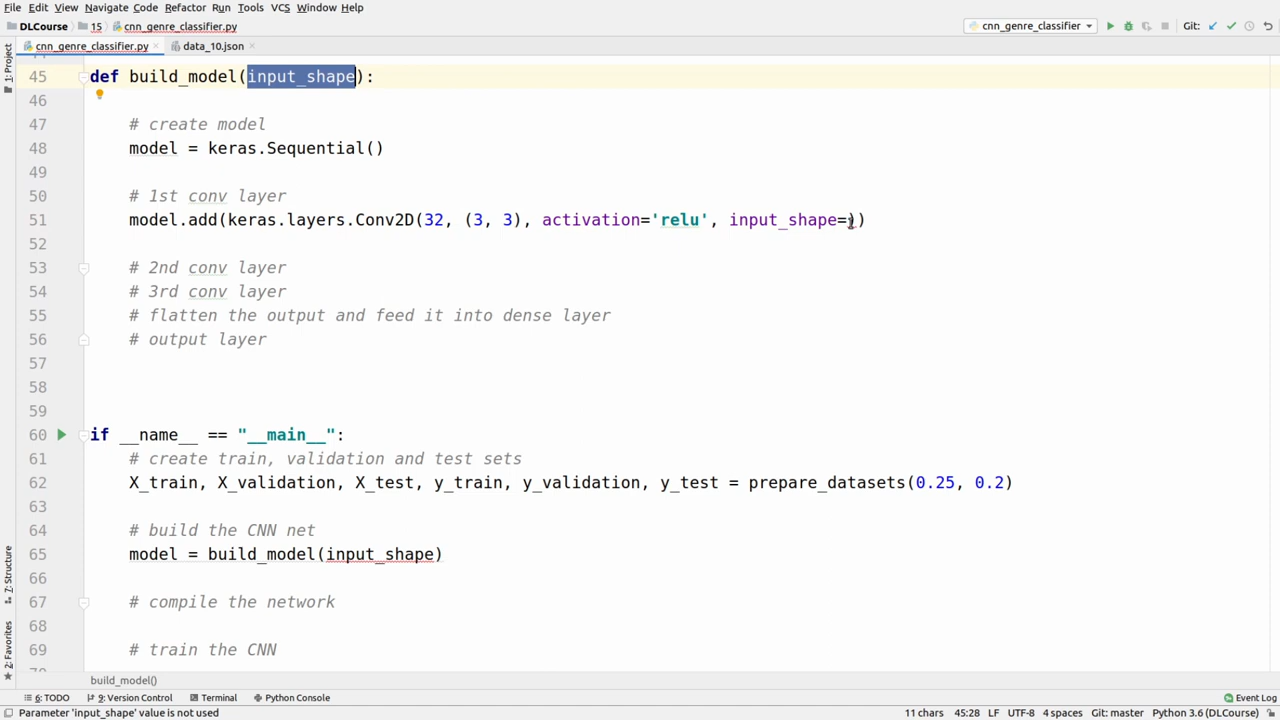 File Edit View Navigate Code Refactor Run Tools VCS Window Help
DLCourse 15 cnn_genre_classifier.py cnn_genre_classifier Git:
cnn_genre_classifier.py data_10.json
1: Project
45 def build_model(input_shape):
46
47 # create model
48 model = keras.Sequential()
49
50 # 1st conv layer
51 model.add(keras.layers.Conv2D(32, (3, 3), activation='relu', input_shape=))
52
53 # 2nd conv layer
54 # 3rd conv layer
55 # flatten the output and feed it into dense layer
56 # output layer
57
58
59
60 if __name__ == "__main__":
61 # create train, validation and test sets
62 X_train, X_validation, X_test, y_train, y_validation, y_test = prepare_datasets(0.25, 0.2)
63
64 # build the CNN net
65 model = build_model(input_shape)
66
67 # compile the network
68
69 # train the CNN
7: Structure
2: Favorites
build_model()
6: TODO 9: Version Control Terminal Python Console Event Log
Parameter 'input_shape' value is not used 11 chars 45:28 LF UTF-8 4 spaces Git: master Python 3.6 (DLCourse)